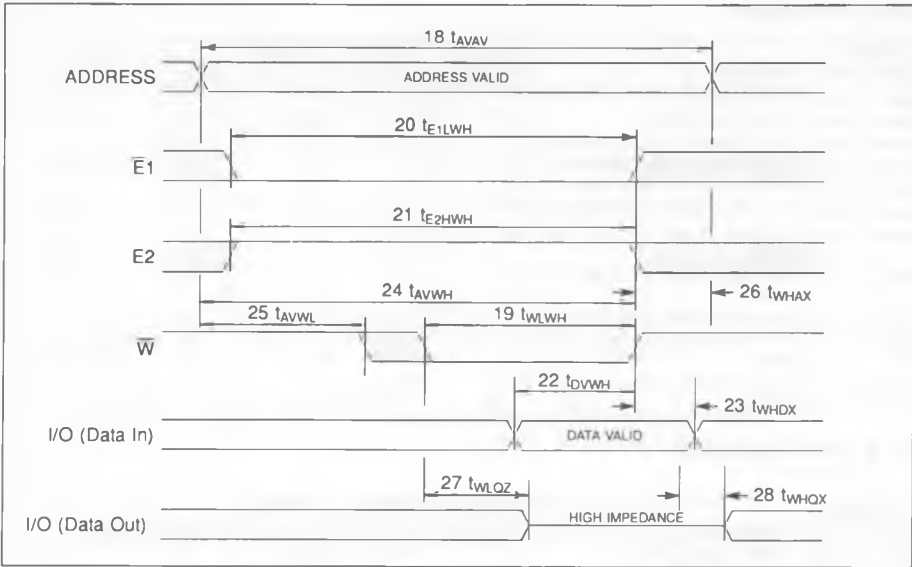 18 tAVAV
ADDRESS
ADDRESS VALID
20 tE1LWH
E1
21 tE2HWH
E2
24 tAVWH
26 tWHAX
25 tAVWL
19 tWLWH
W
22 tDVWH
23 tWHDX
I/O (Data In)
DATA VALID
27 tWLQZ
28 tWHQX
I/O (Data Out)
HIGH IMPEDANCE